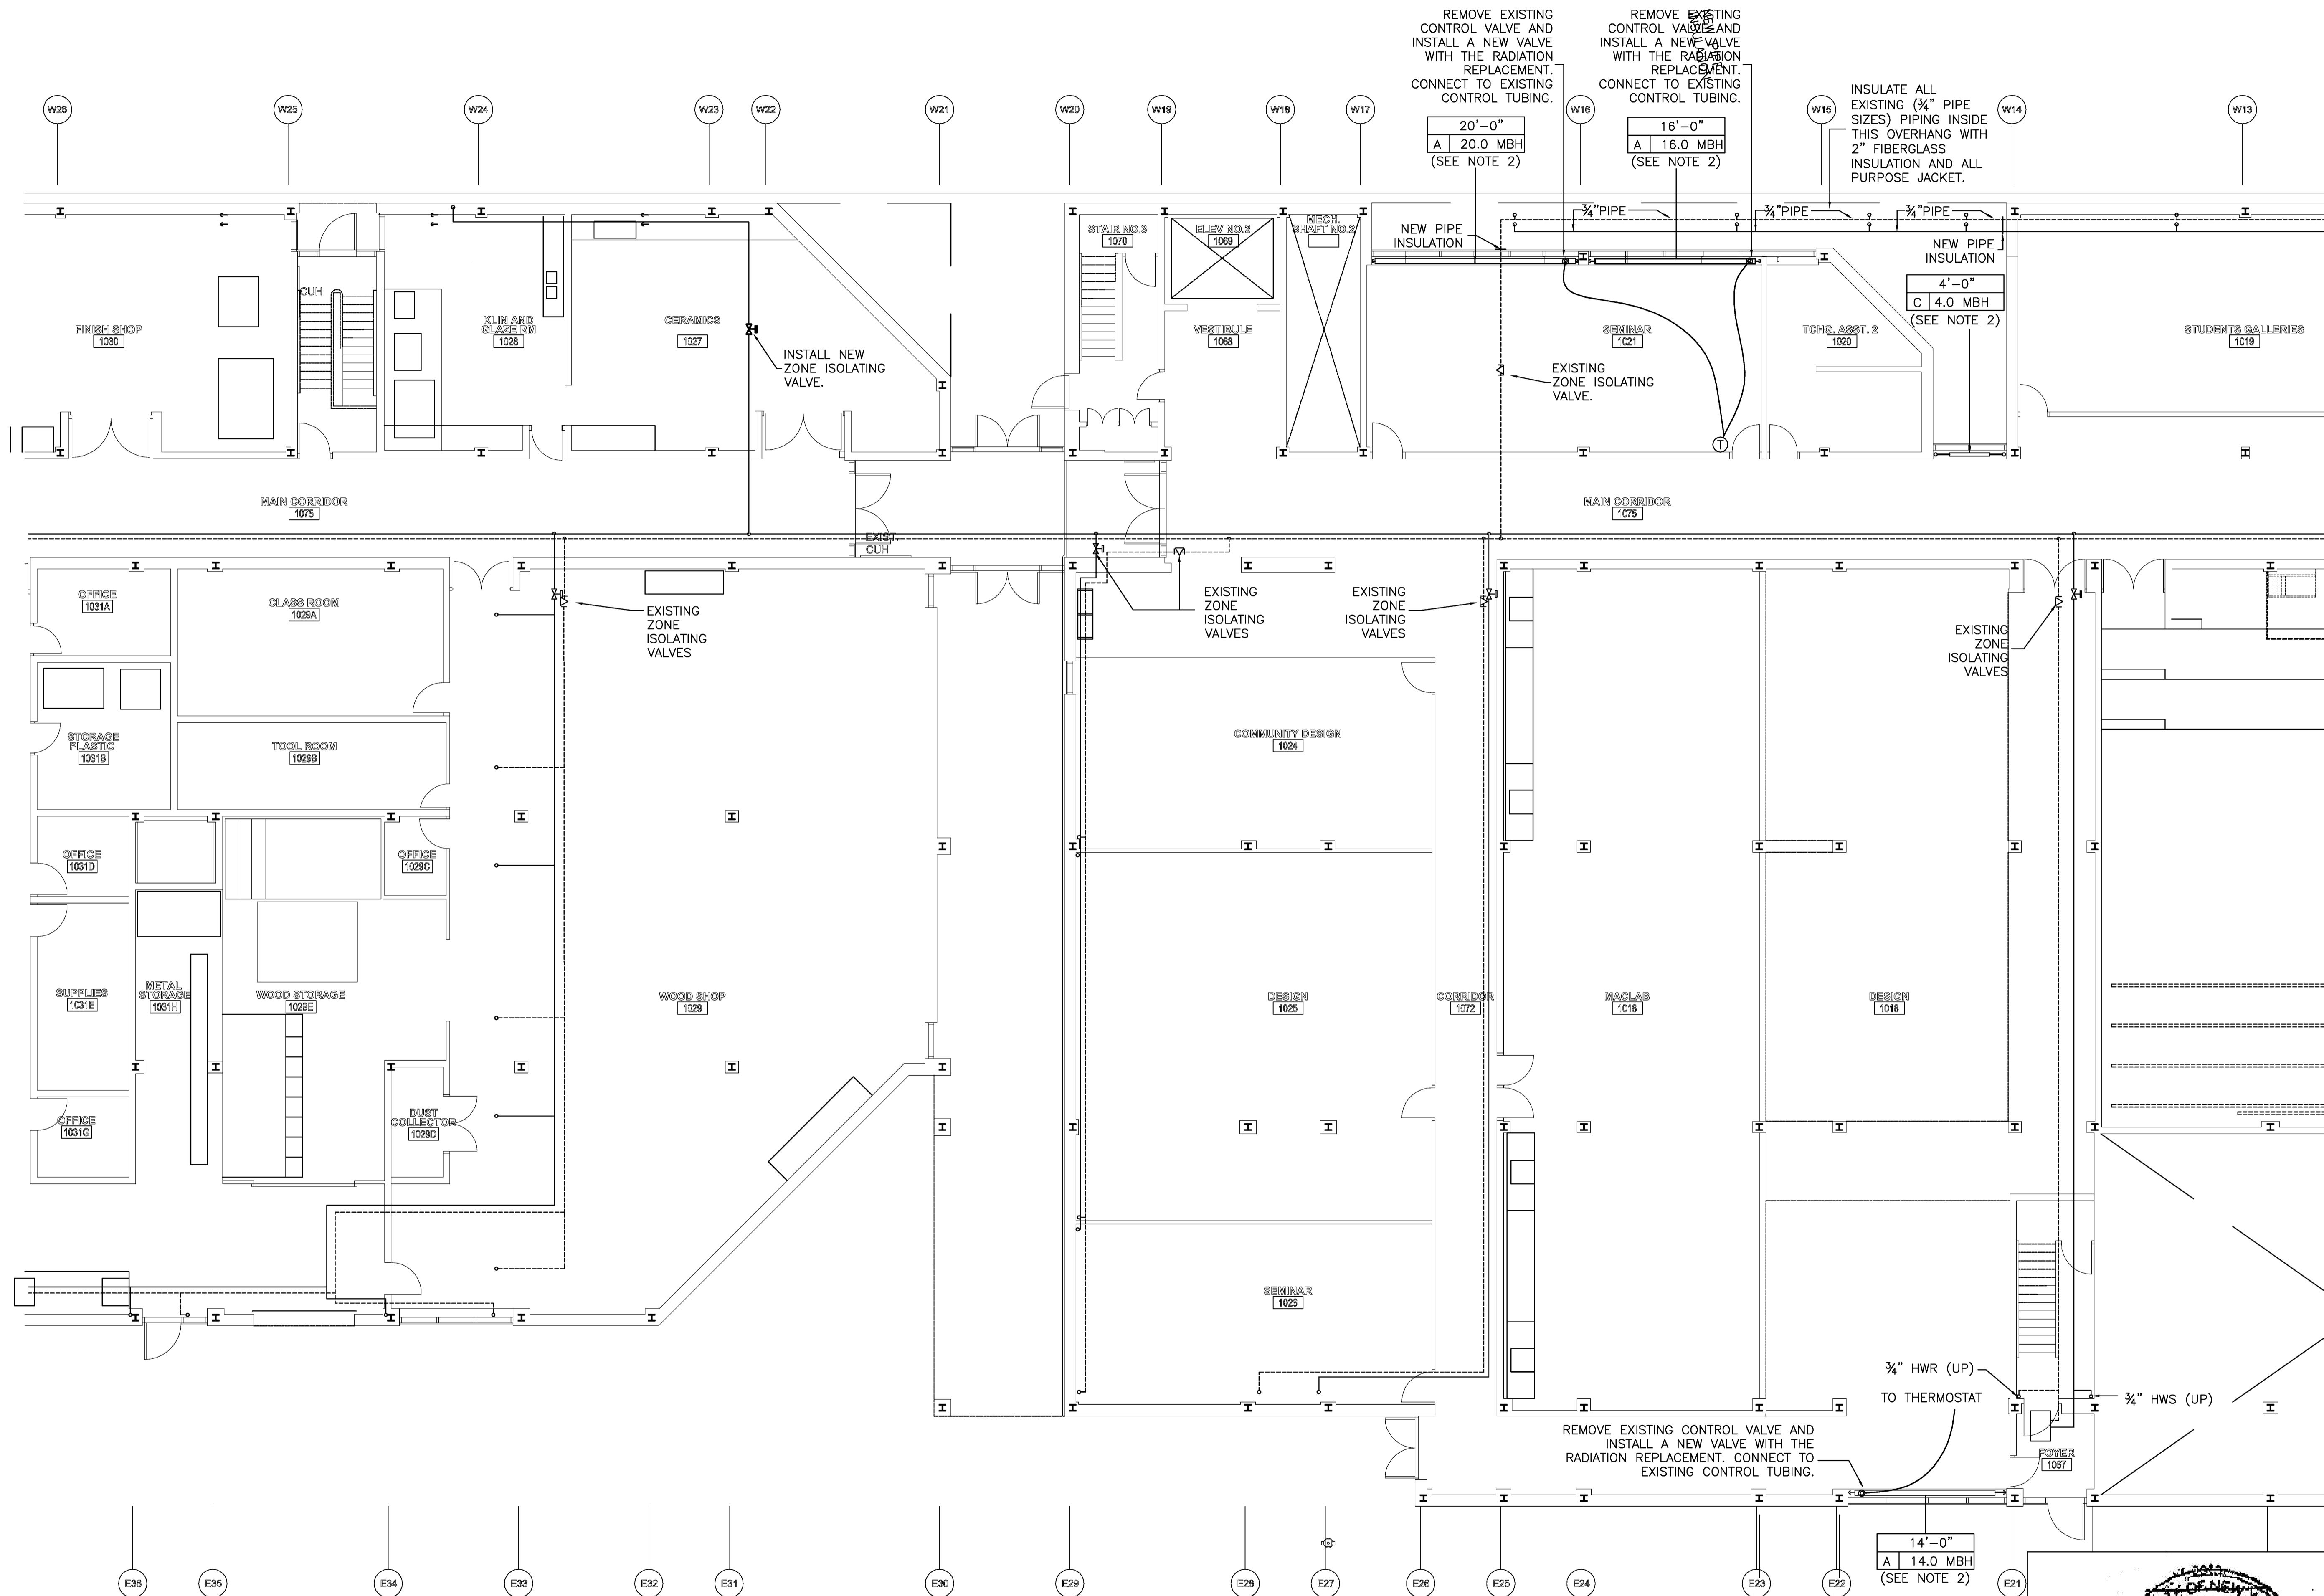 REMOVE EXISTING
CONTROL VALVE AND
INSTALL A NEW VALVE
WITH THE RADIATION
REPLACEMENT.
CONNECT TO EXISTING
CONTROL TUBING.
REMOVE EXISTING
CONTROL VALVE AND
INSTALL A NEW VALVE
WITH THE RADIATION
REPLACEMENT.
CONNECT TO EXISTING
CONTROL TUBING.
NEW PIPE
INSULATION
INSULATE ALL
EXISTING (¾" PIPE
SIZES) PIPING INSIDE
THIS OVERHANG WITH
2" FIBERGLASS
INSULATION AND ALL
PURPOSE JACKET.
W26
W25
W24
W23
W22
W21
W20
W19
W18
W17
W16
W15
W14
W13
20'-0"
A 20.0 MBH
(SEE NOTE 2)
16'-0"
A 16.0 MBH
(SEE NOTE 2)
¾"PIPE
¾"PIPE
¾"PIPE
NEW PIPE
INSULATION
NEW PIPE
INSULATION
4'-0"
C 4.0 MBH
(SEE NOTE 2)
STAIR NO.3
1070
ELEV NO.2
1069
MECH.
SHAFT NO.2
CUH
FINISH SHOP
1030
KLIN AND
GLAZE RM
1028
CERAMICS
1027
INSTALL NEW
ZONE ISOLATING
VALVE.
VESTIBULE
1068
SEMINAR
1021
EXISTING
ZONE ISOLATING
VALVE.
T
TCHG. ASST. 2
1020
STUDENTS GALLERIES
1019
MAIN CORRIDOR
1075
MAIN CORRIDOR
1075
EXIST.
CUH
OFFICE
1031A
CLASS ROOM
1029A
EXISTING
ZONE
ISOLATING
VALVES
EXISTING
ZONE
ISOLATING
VALVES
EXISTING
ZONE
ISOLATING
VALVES
EXISTING
ZONE
ISOLATING
VALVES
STORAGE
PLASTIC
1031B
TOOL ROOM
1029B
COMMUNITY DESIGN
1024
OFFICE
1031D
OFFICE
1029C
SUPPLIES
1031E
METAL
STORAGE
1031H
WOOD STORAGE
1029E
WOOD SHOP
1029
DESIGN
1025
CORRIDOR
1072
MACLAB
1018
DESIGN
1018
OFFICE
1031G
DUST
COLLECTOR
1029D
SEMINAR
1026
¾" HWR (UP)
TO THERMOSTAT
¾" HWS (UP)
REMOVE EXISTING CONTROL VALVE AND
INSTALL A NEW VALVE WITH THE
RADIATION REPLACEMENT. CONNECT TO
EXISTING CONTROL TUBING.
FOYER
1067
14'-0"
A 14.0 MBH
(SEE NOTE 2)
E36
E35
E34
E33
E32
E31
E30
E29
E28
E27
E26
E25
E24
E23
E22
E21
OF NEW